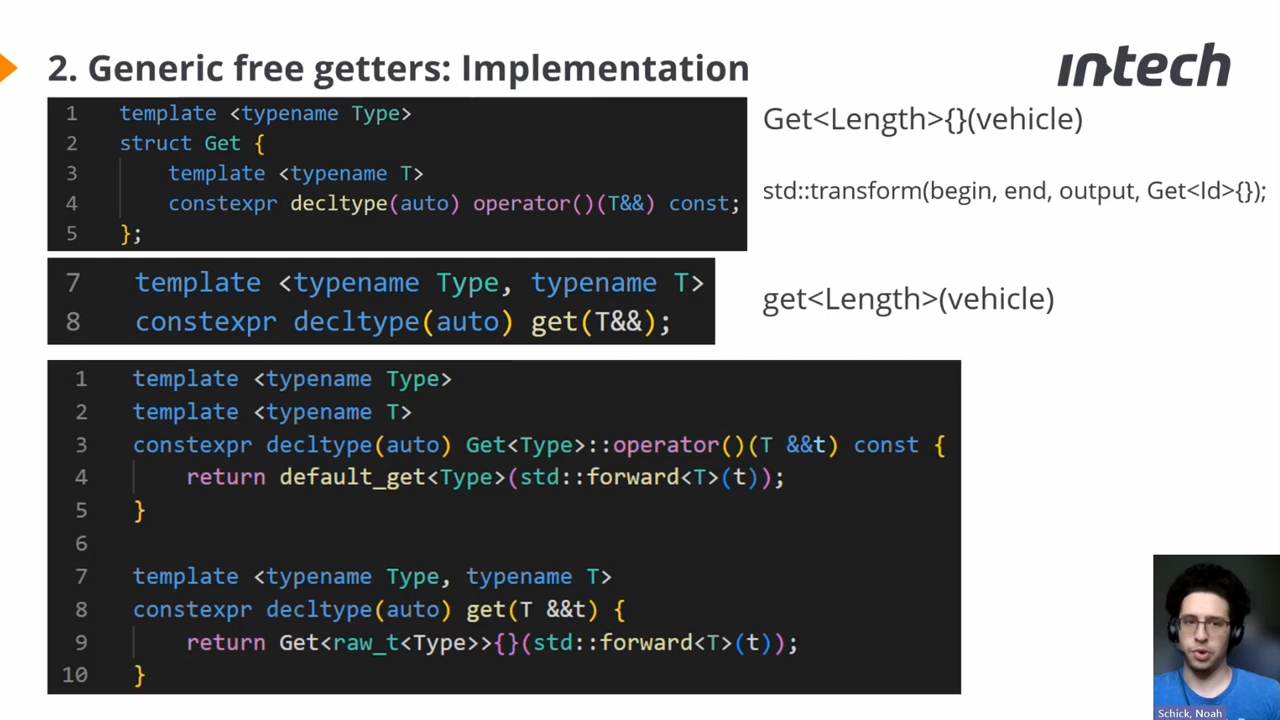 2. Generic free getters: Implementation
intech
1 template <typename Type>
2 struct Get {
3 template <typename T>
4 constexpr decltype(auto) operator()(T&&) const;
5 };
Get<Length>{}(vehicle)
std::transform(begin, end, output, Get<Id>{});
7 template <typename Type, typename T>
8 constexpr decltype(auto) get(T&&);
get<Length>(vehicle)
1 template <typename Type>
2 template <typename T>
3 constexpr decltype(auto) Get<Type>::operator()(T &&t) const {
4 return default_get<Type>(std::forward<T>(t));
5 }
6
7 template <typename Type, typename T>
8 constexpr decltype(auto) get(T &&t) {
9 return Get<raw_t<Type>>{}(std::forward<T>(t));
10 }
Schick, Noah